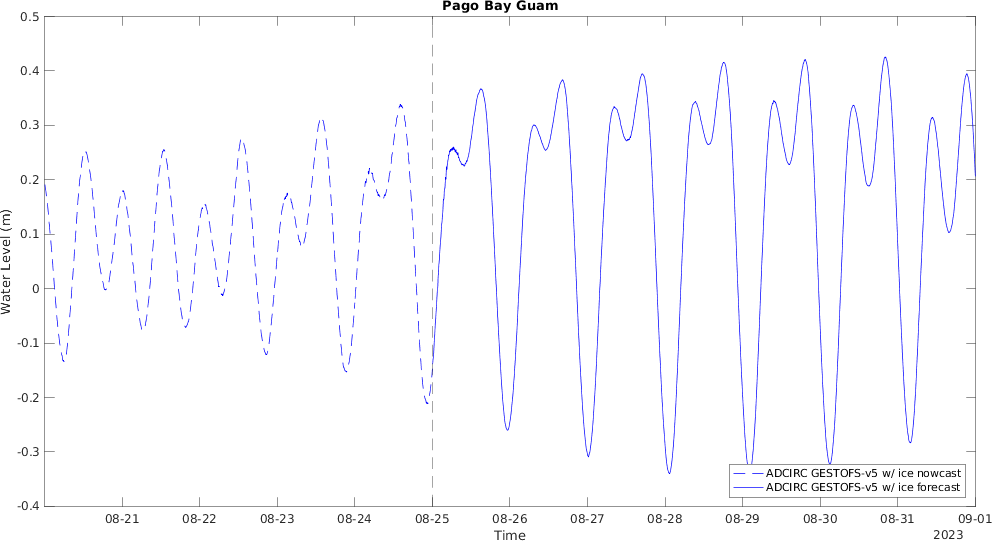 Pago Bay Guam
0.5
0.4
0.3
0.2
0.1
0
-0.1
-0.2
-0.3
-0.4
Water Level (m)
ADCIRC GESTOFS-v5 w/ ice nowcast
ADCIRC GESTOFS-v5 w/ ice forecast
08-21 08-22 08-23 08-24 08-25 08-26 08-27 08-28 08-29 08-30 08-31 09-01
Time
2023